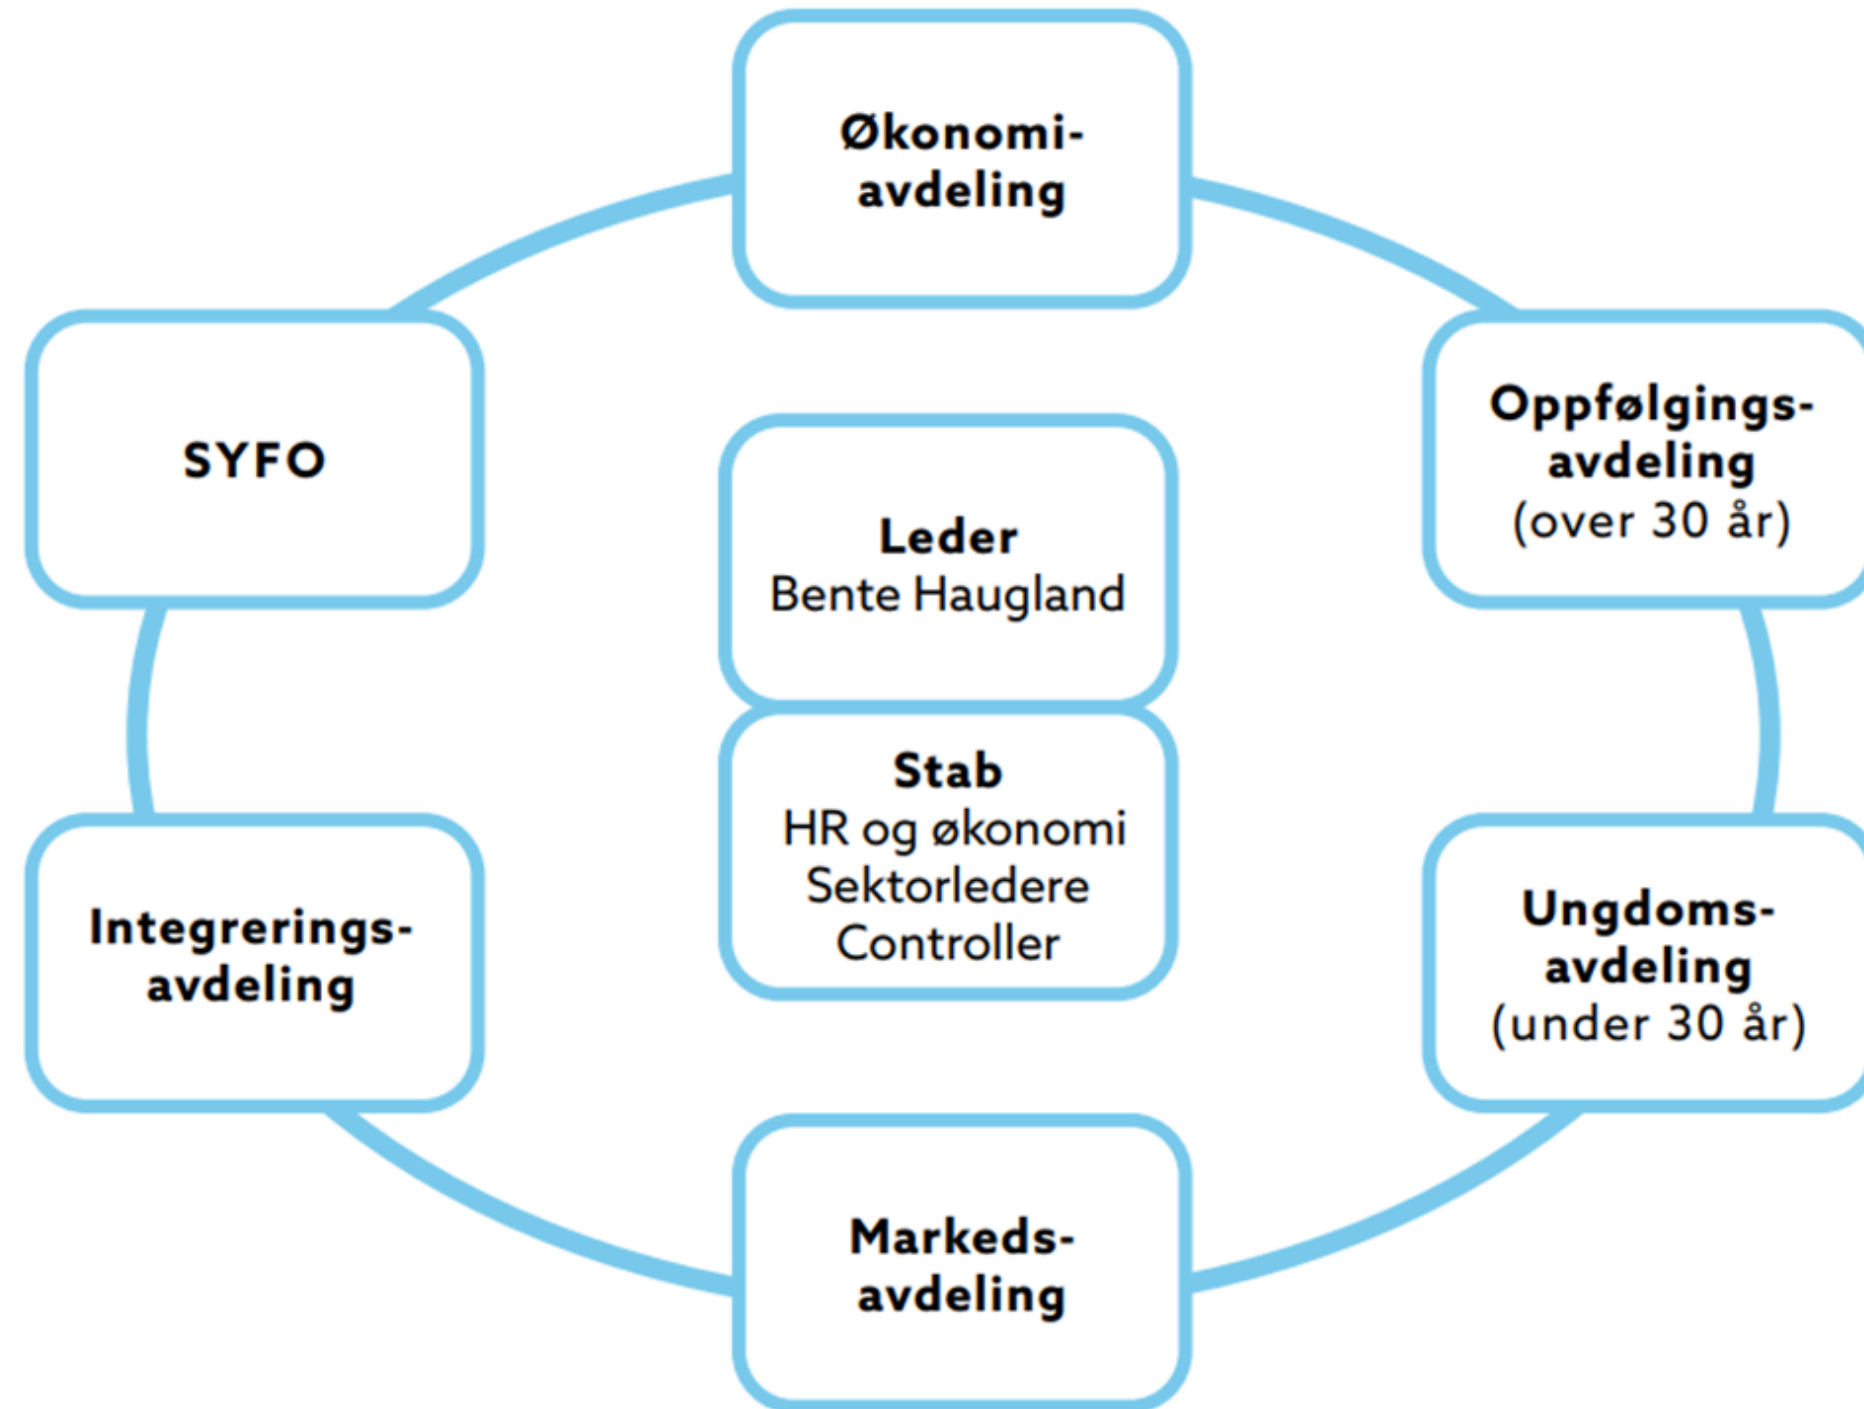 Økonomi-
avdeling
SYFO
Oppfølgings-
avdeling
(over 30 år)
Leder
Bente Haugland
Stab
HR og økonomi
Sektorledere
Controller
Integrerings-
avdeling
Ungdoms-
avdeling
(under 30 år)
Markeds-
avdeling